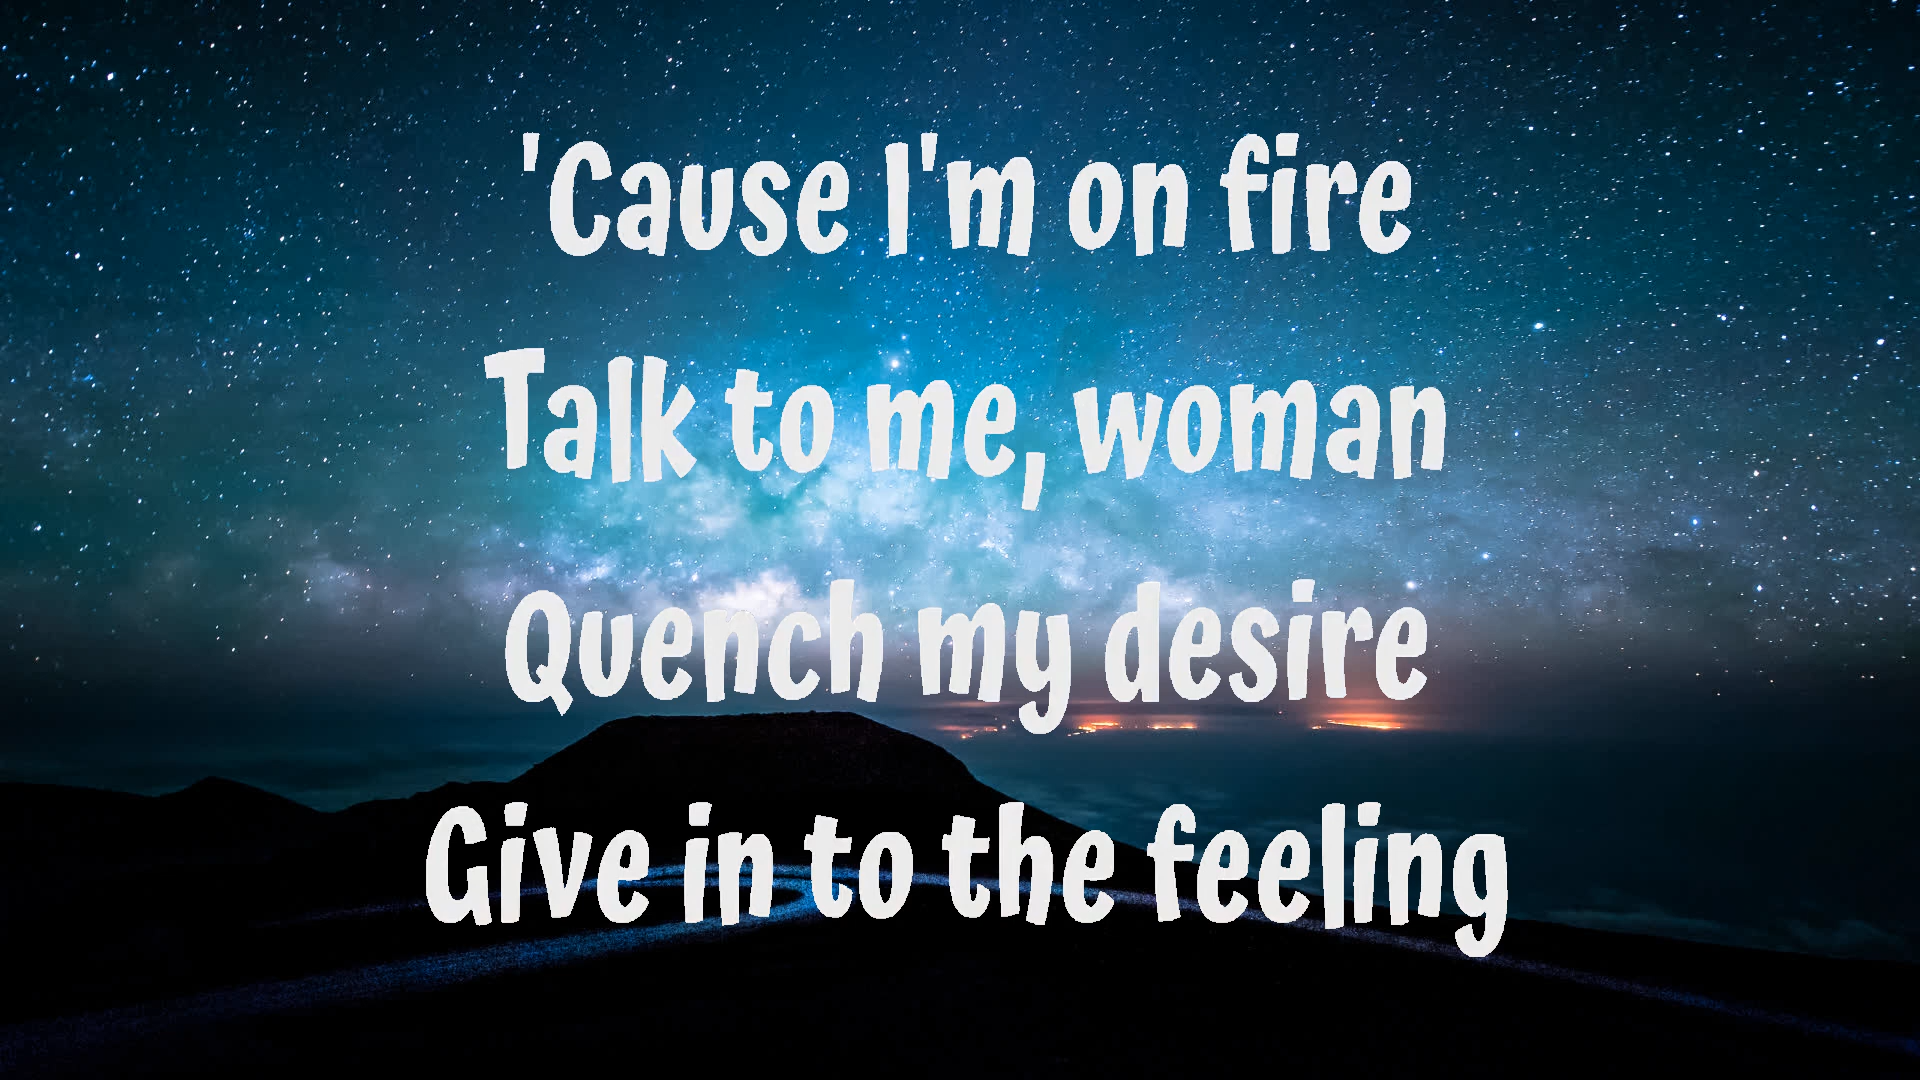 'Cause I'm on fire
Talk to me, woman
Quench my desire
Give in to the feeling